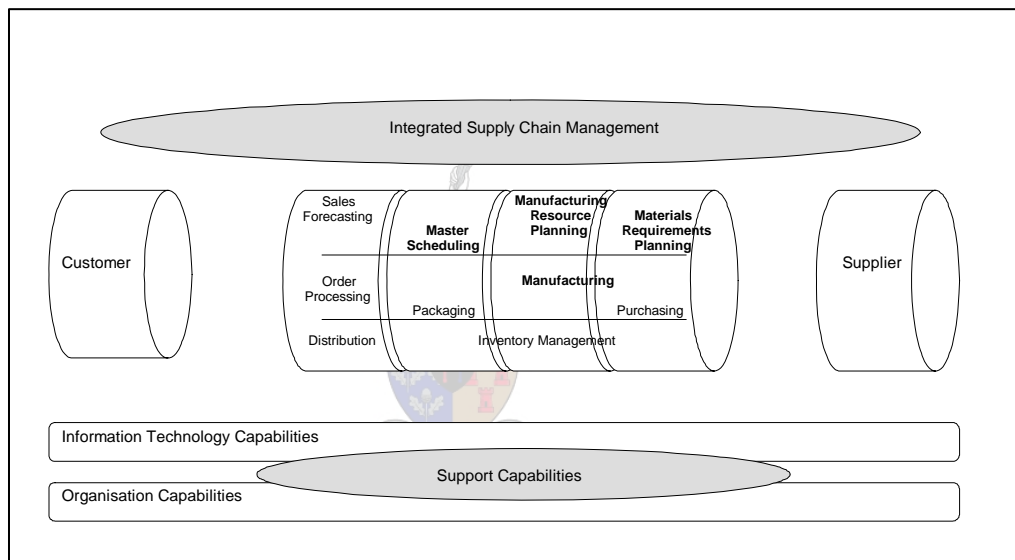 Integrated Supply Chain Management
Customer
Sales
Forecasting
Master
Scheduling
Manufacturing
Resource
Planning
Materials
Requirements
Planning
Order
Processing
Packaging
Manufacturing
Purchasing
Distribution
Inventory Management
Supplier
Information Technology Capabilities
Support Capabilities
Organisation Capabilities